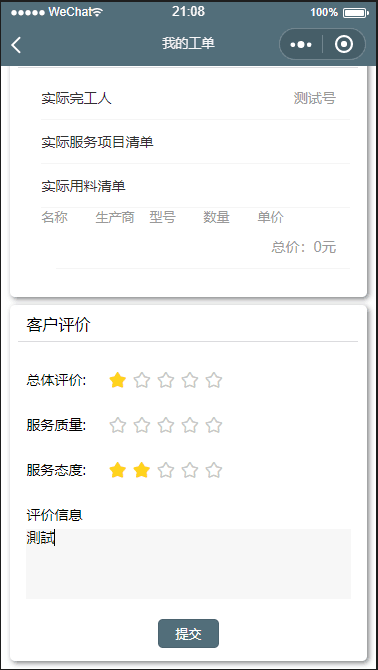 WeChat 21:08 100%
我的工单
实际完工人 测试号
实际服务项目清单
实际用料清单
名称 生产商 型号 数量 单价
总价：0元
客户评价
总体评价:
服务质量:
服务态度:
评价信息
測試
提交